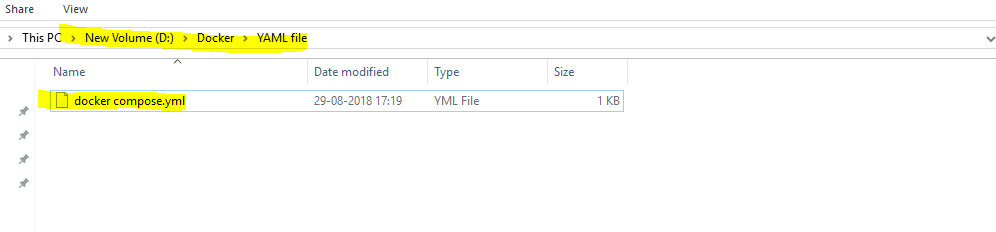 Share View
This PC > New Volume (D:) > Docker > YAML file
Name Date modified Type Size
docker compose.yml 29-08-2018 17:19 YML File 1 KB